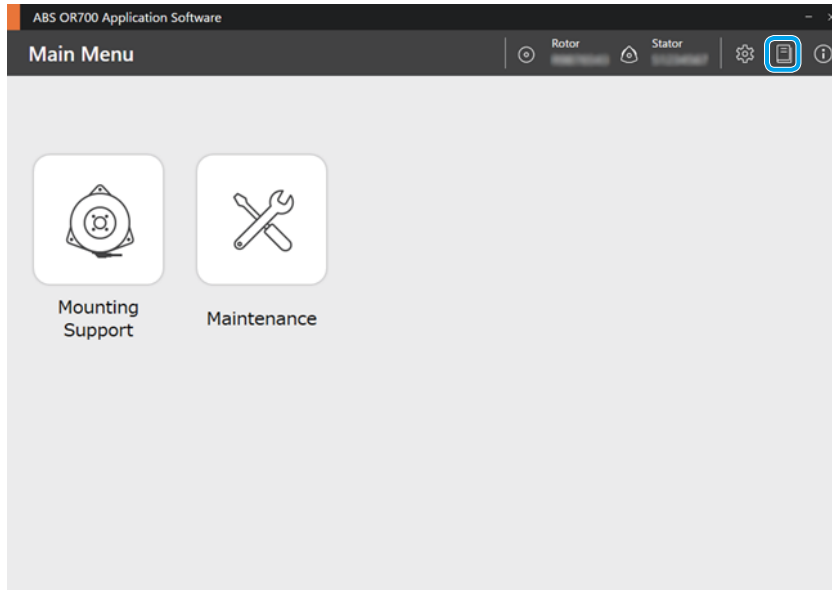 ABS OR700 Application Software
Main Menu
Rotor
Stator
Mounting
Support
Maintenance